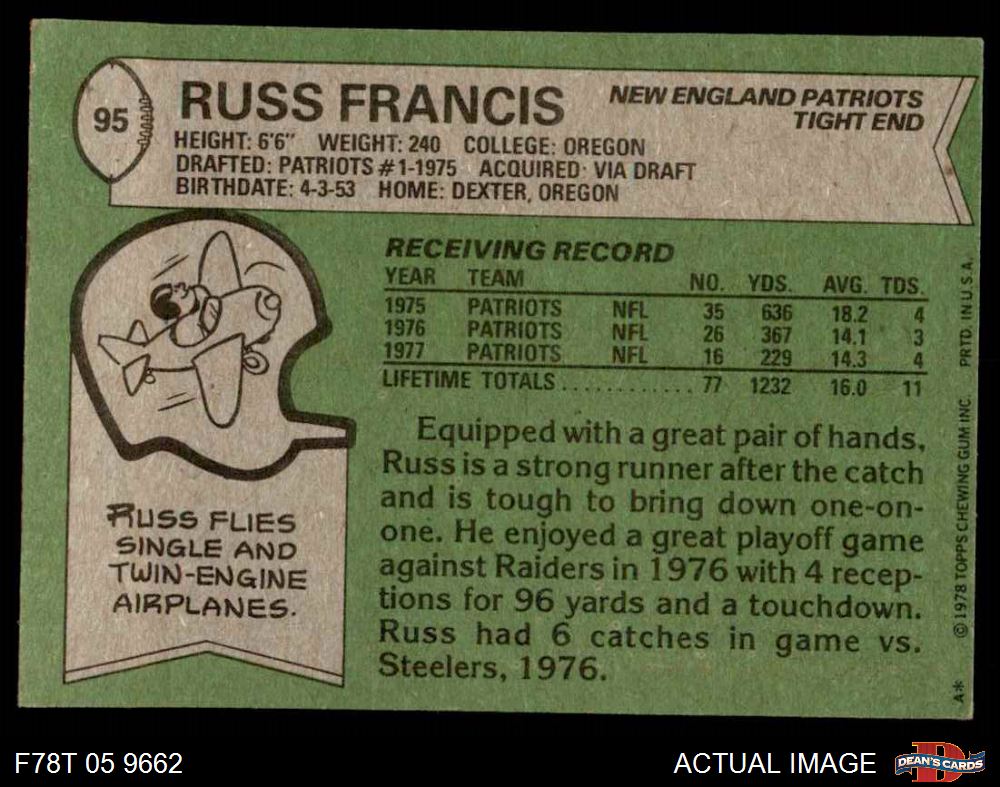 95
RUSS FRANCIS
NEW ENGLAND PATRIOTS
TIGHT END
HEIGHT: 6'6" WEIGHT: 240 COLLEGE: OREGON
DRAFTED: PATRIOTS #1-1975 ACQUIRED: VIA DRAFT
BIRTHDATE: 4-3-53 HOME: DEXTER, OREGON
RECEIVING RECORD
YEAR TEAM NO. YDS. AVG. TDS.
1975 PATRIOTS NFL 35 636 18.2 4
1976 PATRIOTS NFL 26 367 14.1 3
1977 PATRIOTS NFL 16 229 14.3 4
LIFETIME TOTALS............ 77 1232 16.0 11
Equipped with a great pair of hands,
Russ is a strong runner after the catch
and is tough to bring down one-on-
one. He enjoyed a great playoff game
against Raiders in 1976 with 4 recep-
tions for 96 yards and a touchdown.
Russ had 6 catches in game vs.
Steelers, 1976.
RUSS FLIES
SINGLE AND
TWIN-ENGINE
AIRPLANES.
A* © 1978 TOPPS CHEWING GUM INC. PRTD. IN U.S.A.
F78T 05 9662
ACTUAL IMAGE
DEAN'S CARDS